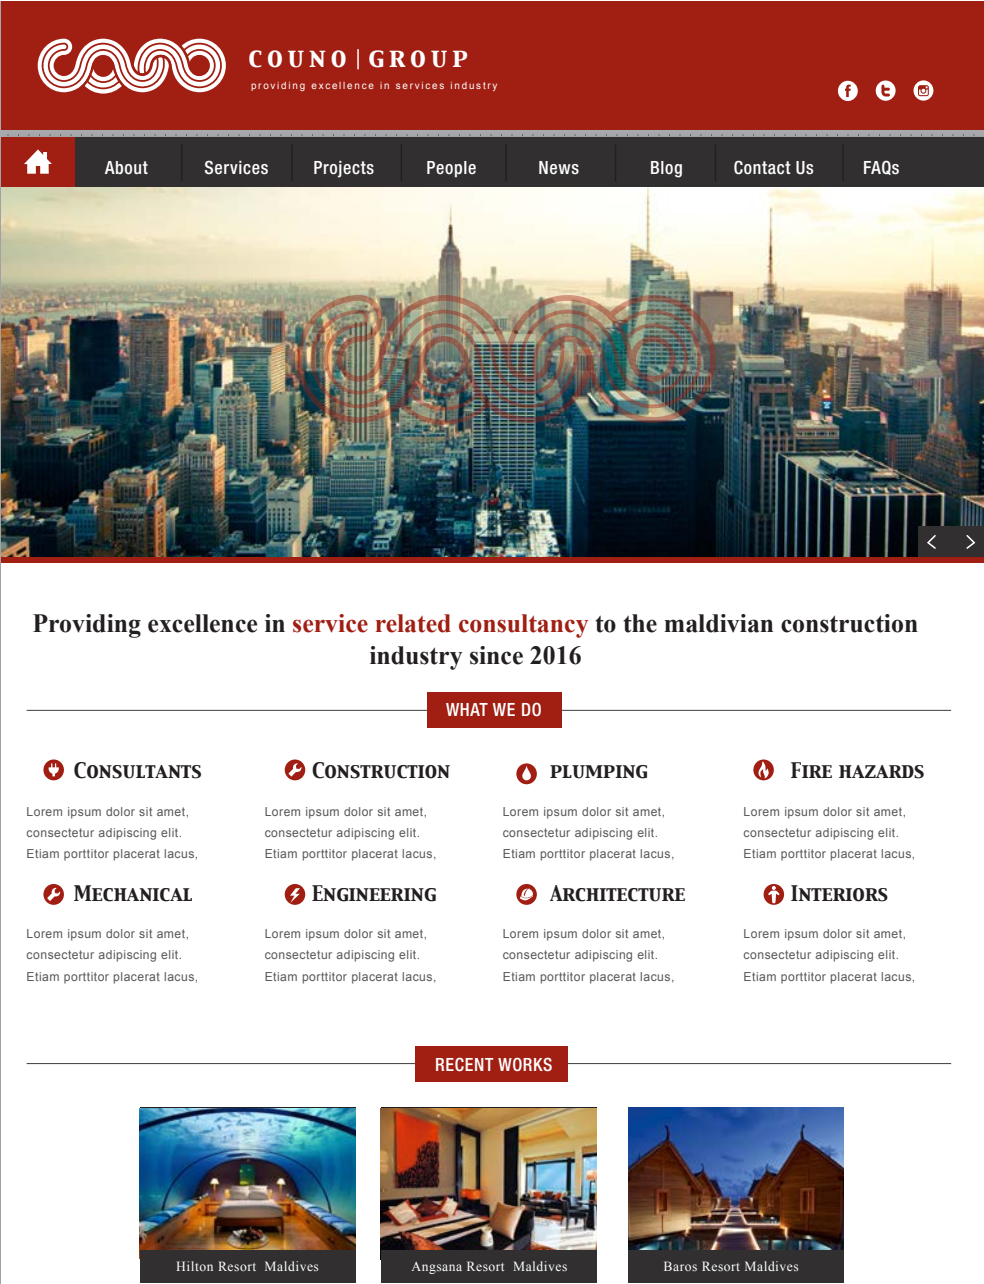 COUNO|GROUP
providing excellence in services industry
About Services Projects People News Blog Contact Us FAQs
Providing excellence in service related consultancy to the maldivian construction
industry since 2016
WHAT WE DO
CONSULTANTS
Lorem ipsum dolor sit amet,
consectetur adipiscing elit.
Etiam porttitor placerat lacus,
CONSTRUCTION
Lorem ipsum dolor sit amet,
consectetur adipiscing elit.
Etiam porttitor placerat lacus,
PLUMPING
Lorem ipsum dolor sit amet,
consectetur adipiscing elit.
Etiam porttitor placerat lacus,
FIRE HAZARDS
Lorem ipsum dolor sit amet,
consectetur adipiscing elit.
Etiam porttitor placerat lacus,
MECHANICAL
Lorem ipsum dolor sit amet,
consectetur adipiscing elit.
Etiam porttitor placerat lacus,
ENGINEERING
Lorem ipsum dolor sit amet,
consectetur adipiscing elit.
Etiam porttitor placerat lacus,
ARCHITECTURE
Lorem ipsum dolor sit amet,
consectetur adipiscing elit.
Etiam porttitor placerat lacus,
INTERIORS
Lorem ipsum dolor sit amet,
consectetur adipiscing elit.
Etiam porttitor placerat lacus,
RECENT WORKS
Hilton Resort Maldives
Angsana Resort Maldives
Baros Resort Maldives